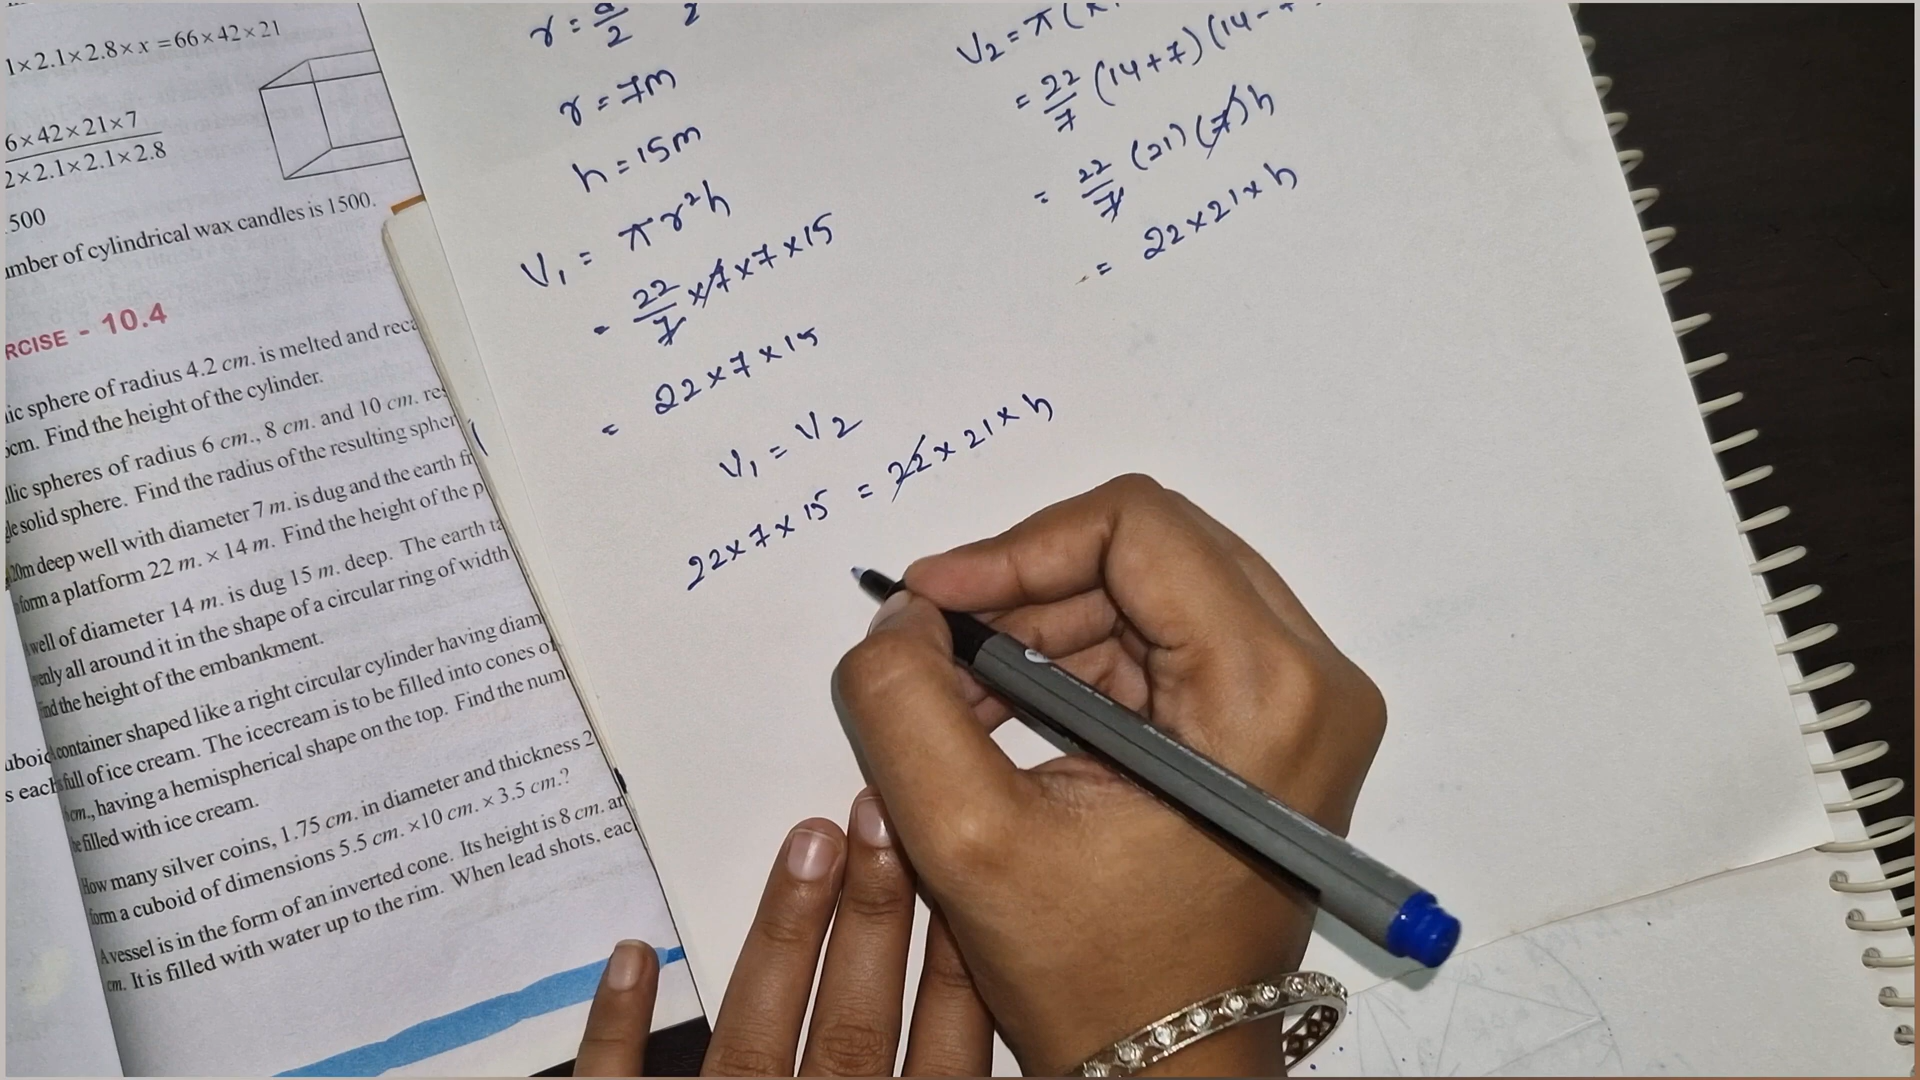 1×2.1×2.8× x =66×42×21
6×42×21×7
2×2.1×2.1×2.8
500
umber of cylindrical wax candles is 1500.
RCISE - 10.4
ic sphere of radius 4.2 cm. is melted and reca
cm. Find the height of the cylinder.
llic spheres of radius 6 cm., 8 cm. and 10 cm. re
le solid sphere. Find the radius of the resulting spher
20m deep well with diameter 7 m. is dug and the earth fr
form a platform 22 m. × 14 m. Find the height of the p
well of diameter 14 m. is dug 15 m. deep. The earth ta
enly all around it in the shape of a circular ring of width
ind the height of the embankment.
container shaped like a right circular cylinder having diam
full of ice cream. The icecream is to be filled into cones of
cm., having a hemispherical shape on the top. Find the num
e filled with ice cream.
How many silver coins, 1.75 cm. in diameter and thickness 2
form a cuboid of dimensions 5.5 cm. ×10 cm. × 3.5 cm.?
A vessel is in the form of an inverted cone. Its height is 8 cm. an
cm. It is filled with water up to the rim. When lead shots, each
uboid
s each
r = d/2
r = 7m
h = 15m
V₁ = πr²h
= 22/7 × 7 × 7 × 15
= 22 × 7 × 15
V₁ = V₂
22 × 7 × 15 = 22 × 21 × h
V₂ = π(
= 22/7 (14+7)(14-7
= 22/7 (21)(7)h
= 22 × 21 × h